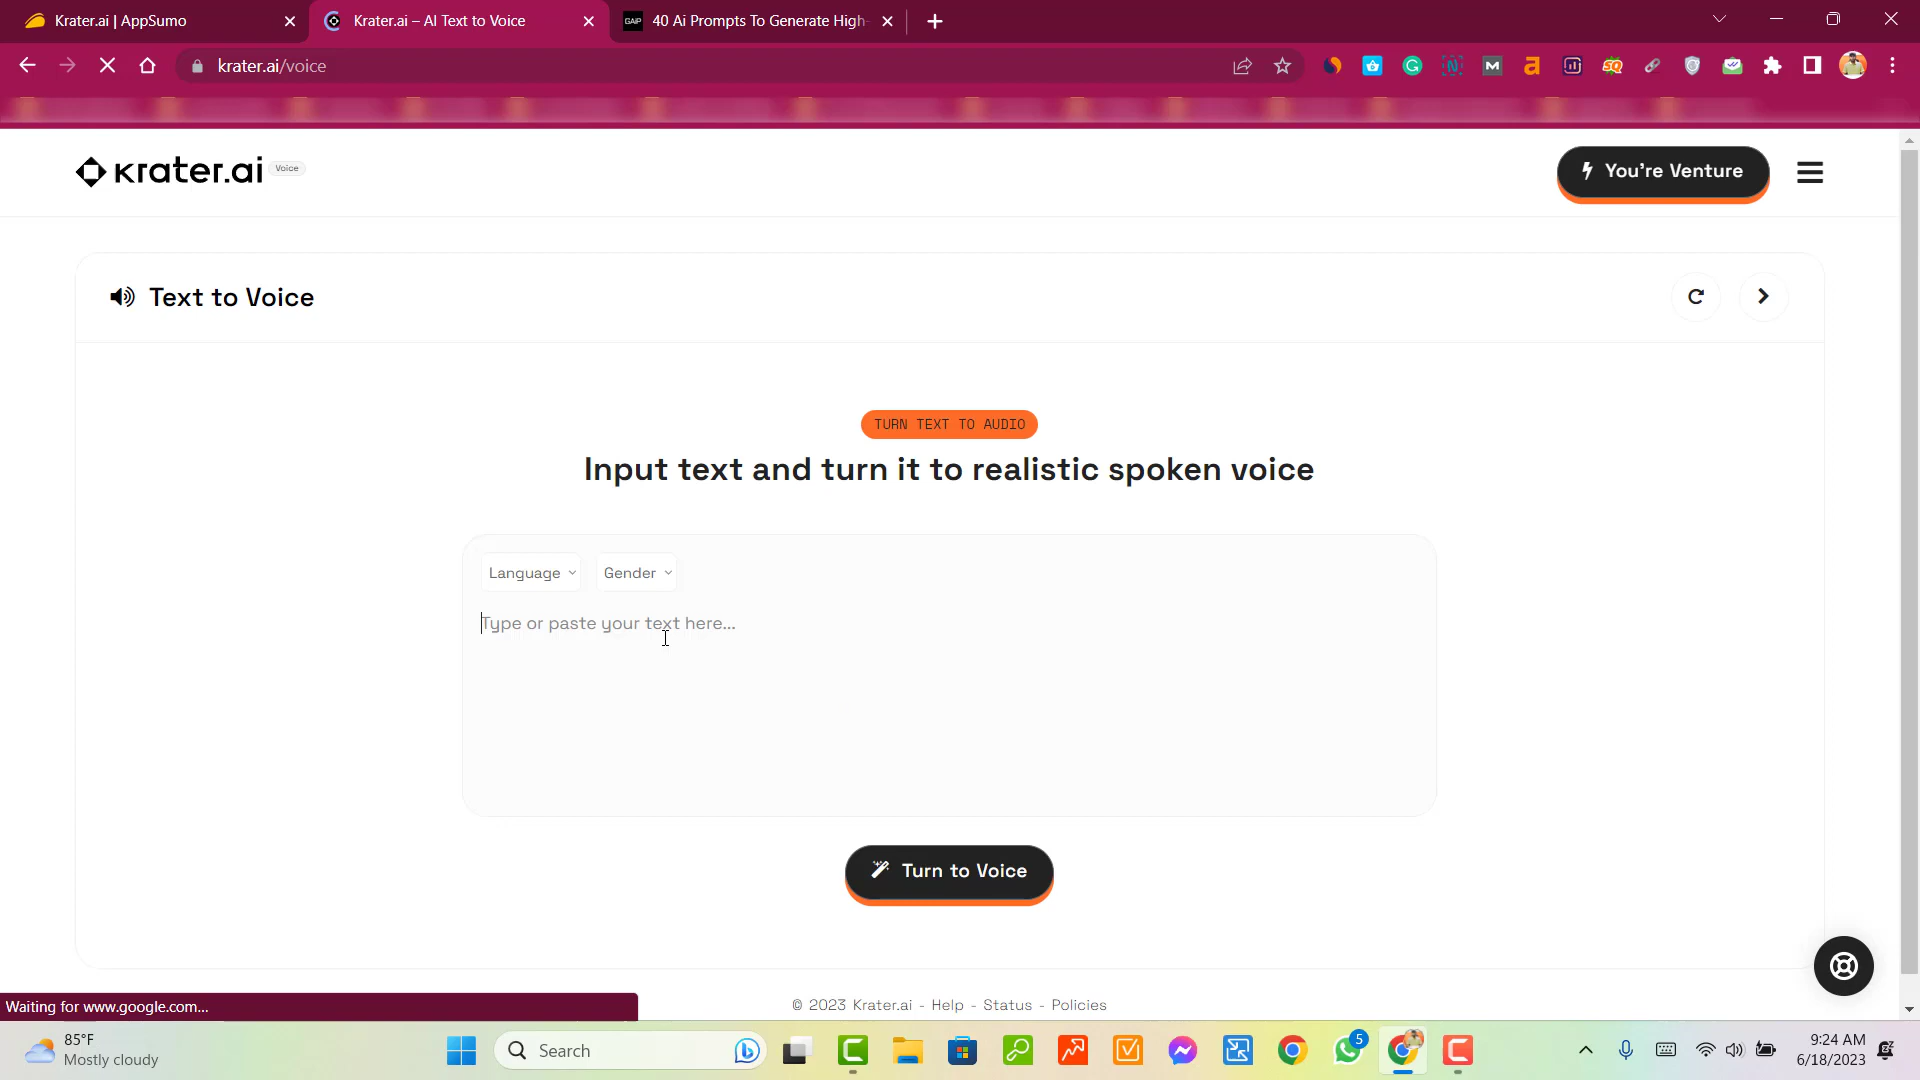 Krater.ai | AppSumo
Krater.ai – AI Text to Voice
GAIP 40 Ai Prompts To Generate High-
krater.ai/voice
krater.ai Voice
You're Venture
Text to Voice
TURN TEXT TO AUDIO
Input text and turn it to realistic spoken voice
Language Gender
Type or paste your text here...
Turn to Voice
© 2023 Krater.ai - Help - Status - Policies
Waiting for www.google.com...
85°F
Mostly cloudy
Search
5
9:24 AM
6/18/2023